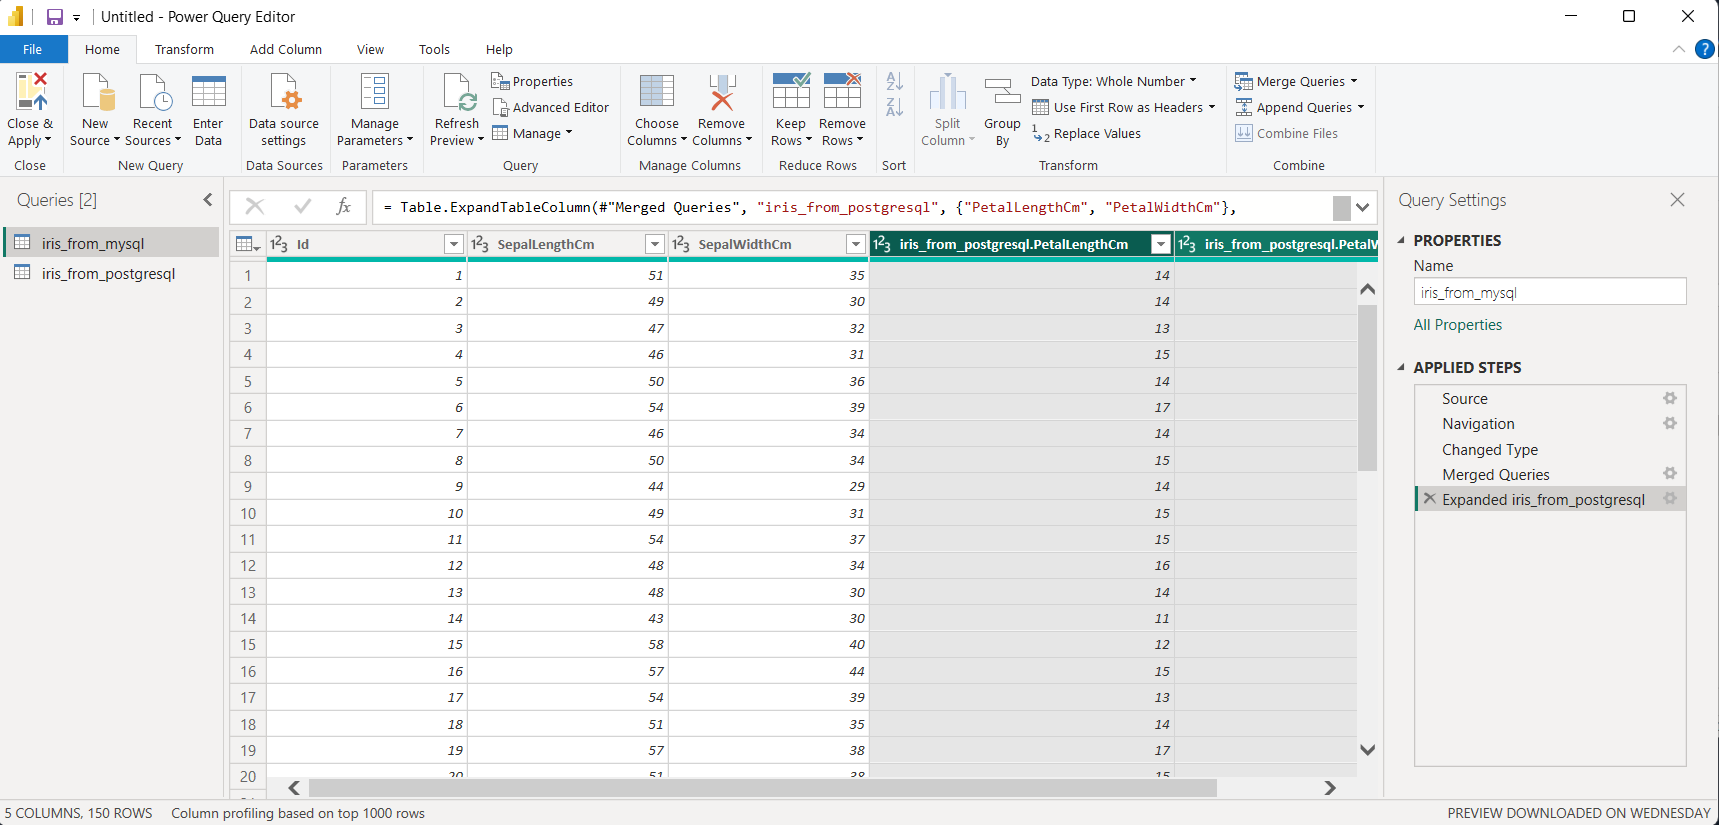 Untitled - Power Query Editor
File Home Transform Add Column View Tools Help
Close & Apply
New Source
Recent Sources
Enter Data
Data source settings
Manage Parameters
Refresh Preview
Properties
Advanced Editor
Manage
Choose Columns
Remove Columns
Keep Rows
Remove Rows
Split Column
Group By
Data Type: Whole Number
Use First Row as Headers
Replace Values
Merge Queries
Append Queries
Combine Files
Close New Query Data Sources Parameters Query Manage Columns Reduce Rows Sort Transform Combine
Queries [2]
iris_from_mysql
iris_from_postgresql
fx = Table.ExpandTableColumn(#"Merged Queries", "iris_from_postgresql", {"PetalLengthCm", "PetalWidthCm"},
123 Id 123 SepalLengthCm 123 SepalWidthCm 123 iris_from_postgresql.PetalLengthCm 123 iris_from_postgresql.PetalV
1 1 51 35 14
2 2 49 30 14
3 3 47 32 13
4 4 46 31 15
5 5 50 36 14
6 6 54 39 17
7 7 46 34 14
8 8 50 34 15
9 9 44 29 14
10 10 49 31 15
11 11 54 37 15
12 12 48 34 16
13 13 48 30 14
14 14 43 30 11
15 15 58 40 12
16 16 57 44 15
17 17 54 39 13
18 18 51 35 14
19 19 57 38 17
20 20 51 38 15
Query Settings
PROPERTIES
Name
iris_from_mysql
All Properties
APPLIED STEPS
Source
Navigation
Changed Type
Merged Queries
Expanded iris_from_postgresql
5 COLUMNS, 150 ROWS Column profiling based on top 1000 rows
PREVIEW DOWNLOADED ON WEDNESDAY